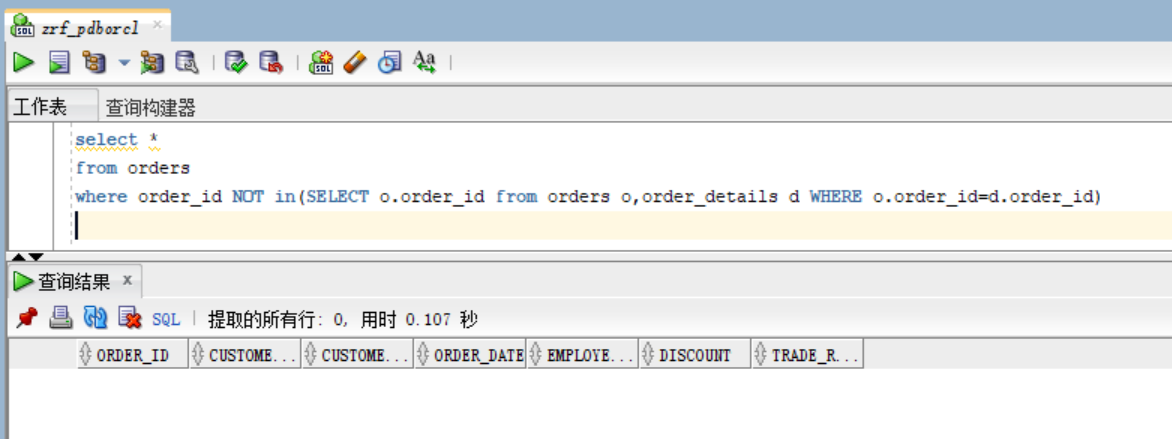 zrf_pdborcl
工作表 查询构建器
select *
from orders
where order_id NOT in(SELECT o.order_id from orders o,order_details d WHERE o.order_id=d.order_id)
查询结果 x
SQL | 提取的所有行: 0, 用时 0.107 秒
ORDER_ID CUSTOME... CUSTOME... ORDER_DATE EMPLOYE... DISCOUNT TRADE_R...